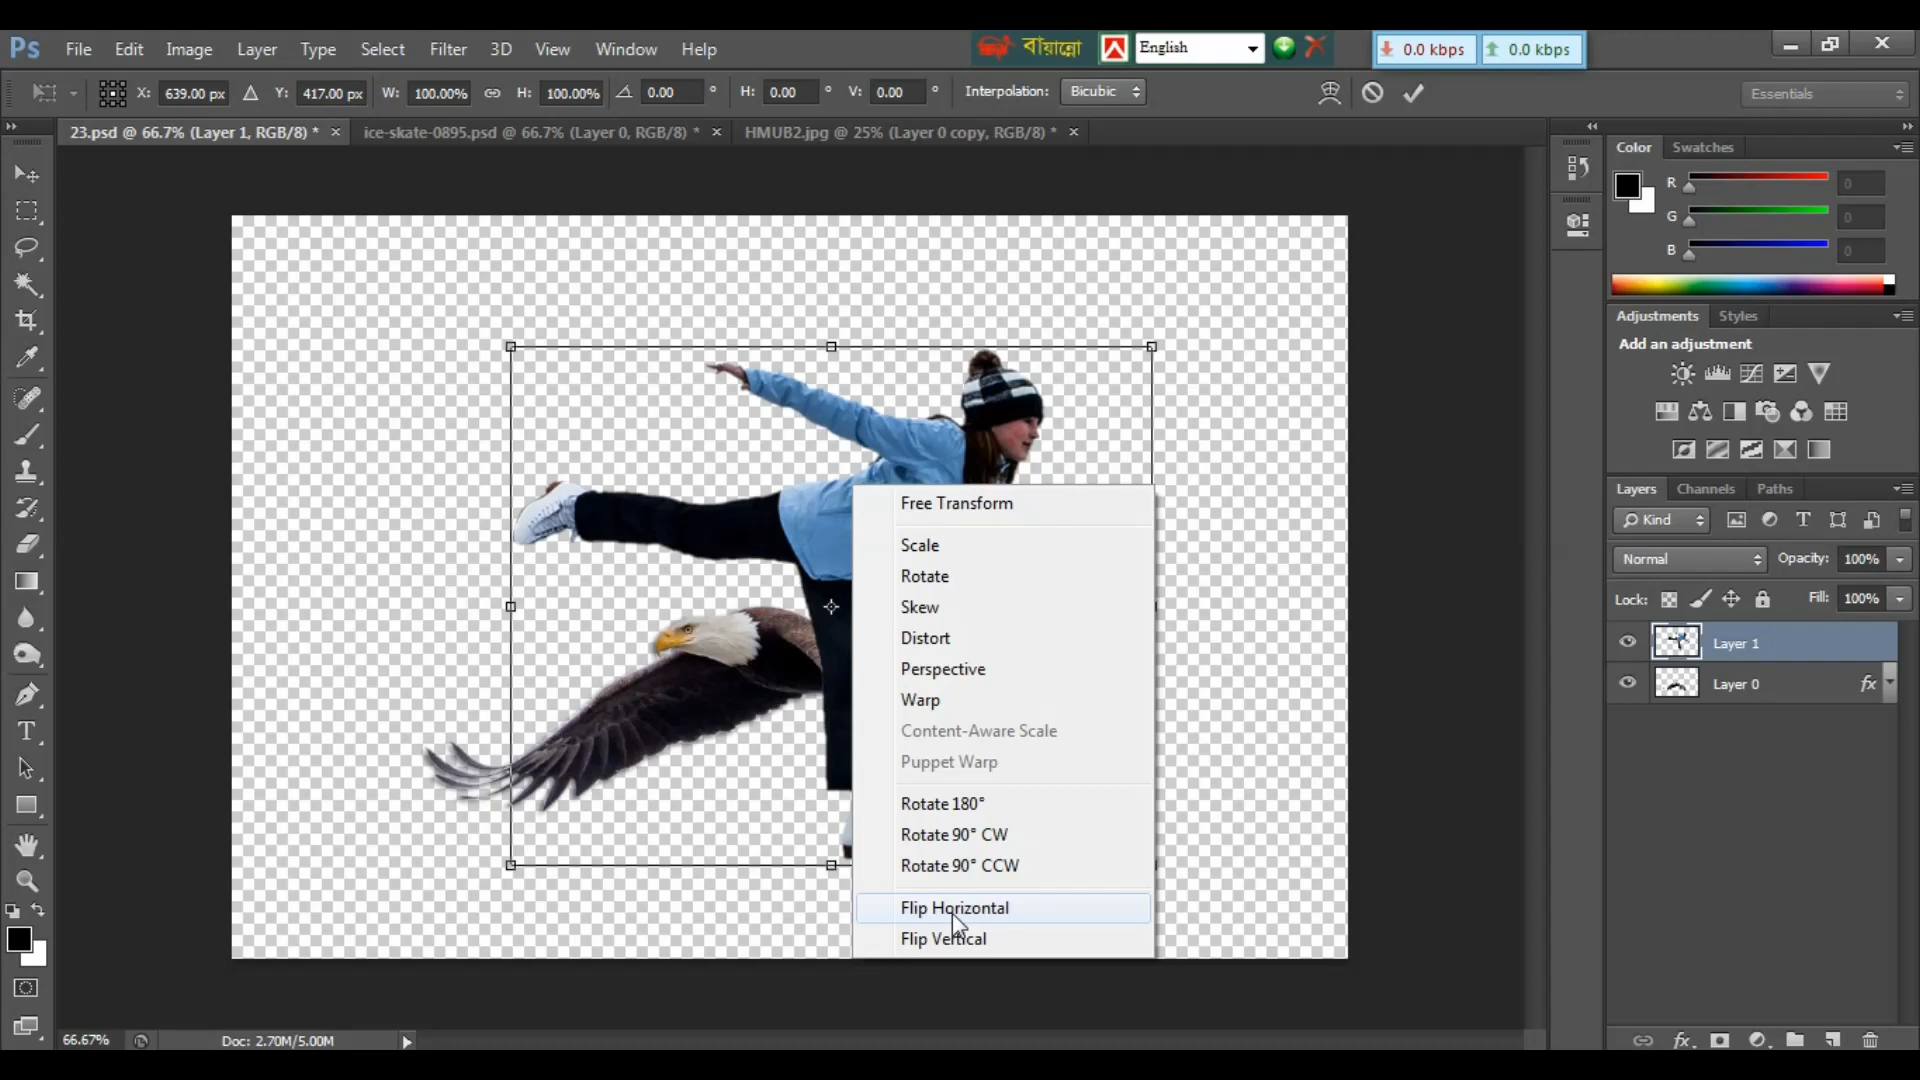 Ps File Edit Image Layer Type Select Filter 3D View Window Help বায়ান্নো English 0.0 kbps 0.0 kbps
X: 639.00 px Y: 417.00 px W: 100.00% H: 100.00% 0.00 ° H: 0.00 ° V: 0.00 ° Interpolation: Bicubic Essentials
23.psd @ 66.7% (Layer 1, RGB/8) * × ice-skate-0895.psd @ 66.7% (Layer 0, RGB/8) * × HMUB2.jpg @ 25% (Layer 0 copy, RGB/8) * ×
Color Swatches
R 0
G 0
B 0
Adjustments Styles
Add an adjustment
Layers Channels Paths
Kind
Normal Opacity: 100%
Lock: Fill: 100%
Layer 1
Layer 0 fx
Free Transform
Scale
Rotate
Skew
Distort
Perspective
Warp
Content-Aware Scale
Puppet Warp
Rotate 180°
Rotate 90° CW
Rotate 90° CCW
Flip Horizontal
Flip Vertical
66.67% Doc: 2.70M/5.00M
fx